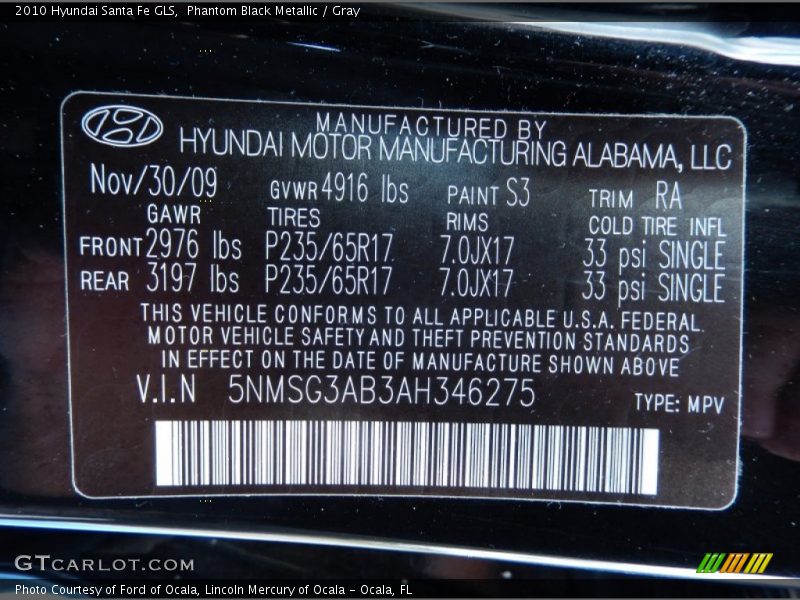 2010 Hyundai Santa Fe GLS, Phantom Black Metallic / Gray
MANUFACTURED BY
HYUNDAI MOTOR MANUFACTURING ALABAMA, LLC
Nov/30/09 GVWR 4916 lbs PAINT S3 TRIM RA
GAWR TIRES RIMS COLD TIRE INFL
FRONT 2976 lbs P235/65R17 7.0JX17 33 psi SINGLE
REAR 3197 lbs P235/65R17 7.0JX17 33 psi SINGLE
THIS VEHICLE CONFORMS TO ALL APPLICABLE U.S.A. FEDERAL
MOTOR VEHICLE SAFETY AND THEFT PREVENTION STANDARDS
IN EFFECT ON THE DATE OF MANUFACTURE SHOWN ABOVE
V.I.N 5NMSG3AB3AH346275 TYPE: MPV
GTCARLOT.COM
Photo Courtesy of Ford of Ocala, Lincoln Mercury of Ocala - Ocala, FL